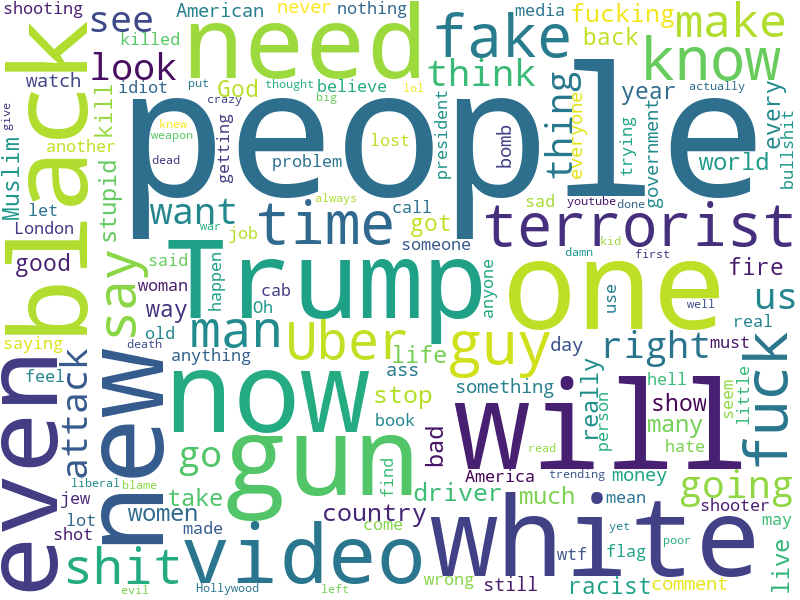 shooting
American
never
nothing
media
fucking
make
see
need
fake
back
killed
look
know
black
think
watch
idiot
put
God
thought
believe
year
actually
crazy
big
lol
people
thing
every
give
Muslim
kill
another
knew
weapon
dead
getting
problem
lost
president
bomb
everyone
trying
government
world
bullshit
let
stupid
want
always
call
got
sad
youtube
done
London
war
job
time
someone
terrorist
kid
first
good
say
said
happen
Trump
anyone
one
damn
fire
woman
cab
use
us
way
Oh
well
old
man
Uber
guy
real
saying
death
life
right
must
even
new
feel
attack
anything
ass
day
now
stop
something
really
hell
seem
little
fuck
will
show
book
person
many
bad
hate
go
gun
find
read
liberal
blame
America
trending
money
going
jew
take
driver
much
mean
shooter
lot
women
country
white
may
shot
made
come
yet
poor
wtf
flag
live
shit
video
wrong
still
racist
comment
evil
Hollywood
left